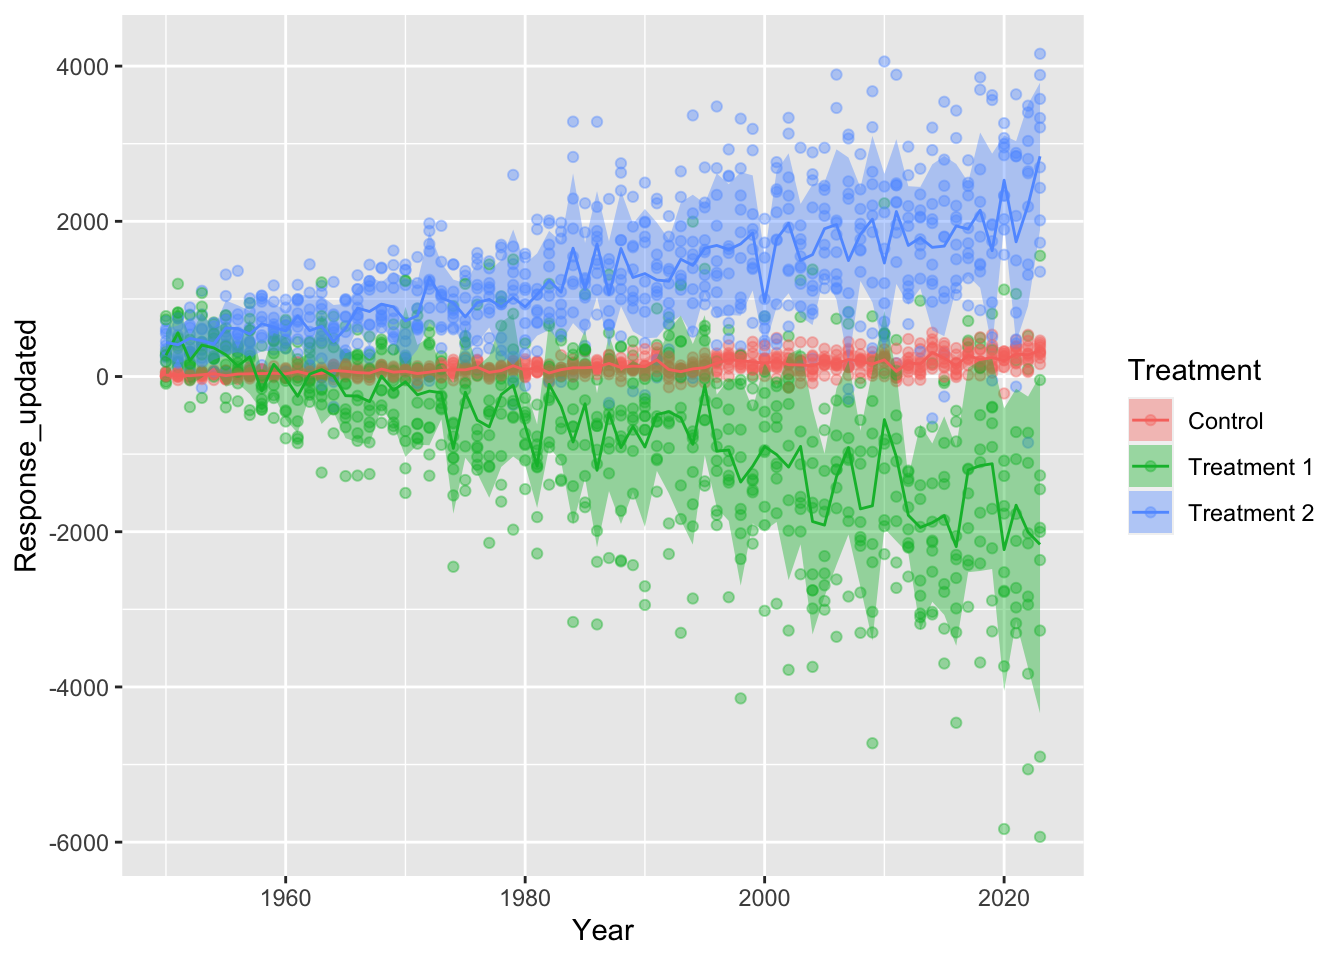 4000
2000
0
-2000
-4000
-6000
Response_updated
1960 1980 2000 2020
Year
Treatment
Control
Treatment 1
Treatment 2